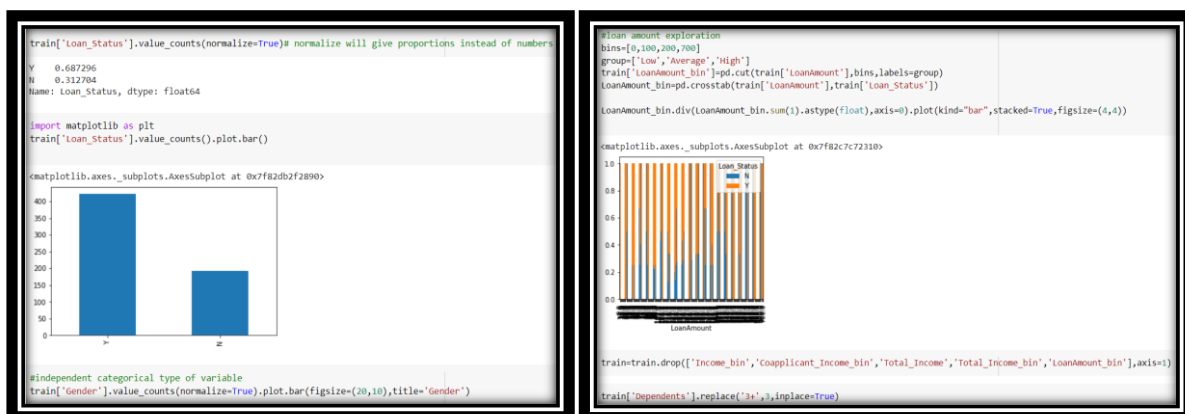 train['Loan_Status'].value_counts(normalize=True)# normalize will give proportions instead of numbers
Y 0.687296
N 0.312704
Name: Loan_Status, dtype: float64
import matplotlib as plt
train['Loan_Status'].value_counts().plot.bar()
<matplotlib.axes._subplots.AxesSubplot at 0x7f82db2f2890>
400
350
300
250
200
150
100
50
0
Y
N
#independent categorical type of variable
train['Gender'].value_counts(normalize=True).plot.bar(figsize=(20,10),title='Gender')
#loan amount exploration
bins=[0,100,200,700]
group=['Low','Average','High']
train['LoanAmount_bin']=pd.cut(train['LoanAmount'],bins,labels=group)
LoanAmount_bin=pd.crosstab(train['LoanAmount'],train['Loan_Status'])
LoanAmount_bin.div(LoanAmount_bin.sum(1).astype(float),axis=0).plot(kind="bar",stacked=True,figsize=(4,4))
<matplotlib.axes._subplots.AxesSubplot at 0x7f82c7c72310>
Loan_Status
N
Y
1.0
0.8
0.6
0.4
0.2
0.0
LoanAmount
train=train.drop(['Income_bin','Coapplicant_Income_bin','Total_Income','Total_Income_bin','LoanAmount_bin'],axis=1)
train['Dependents'].replace('3+',3,inplace=True)